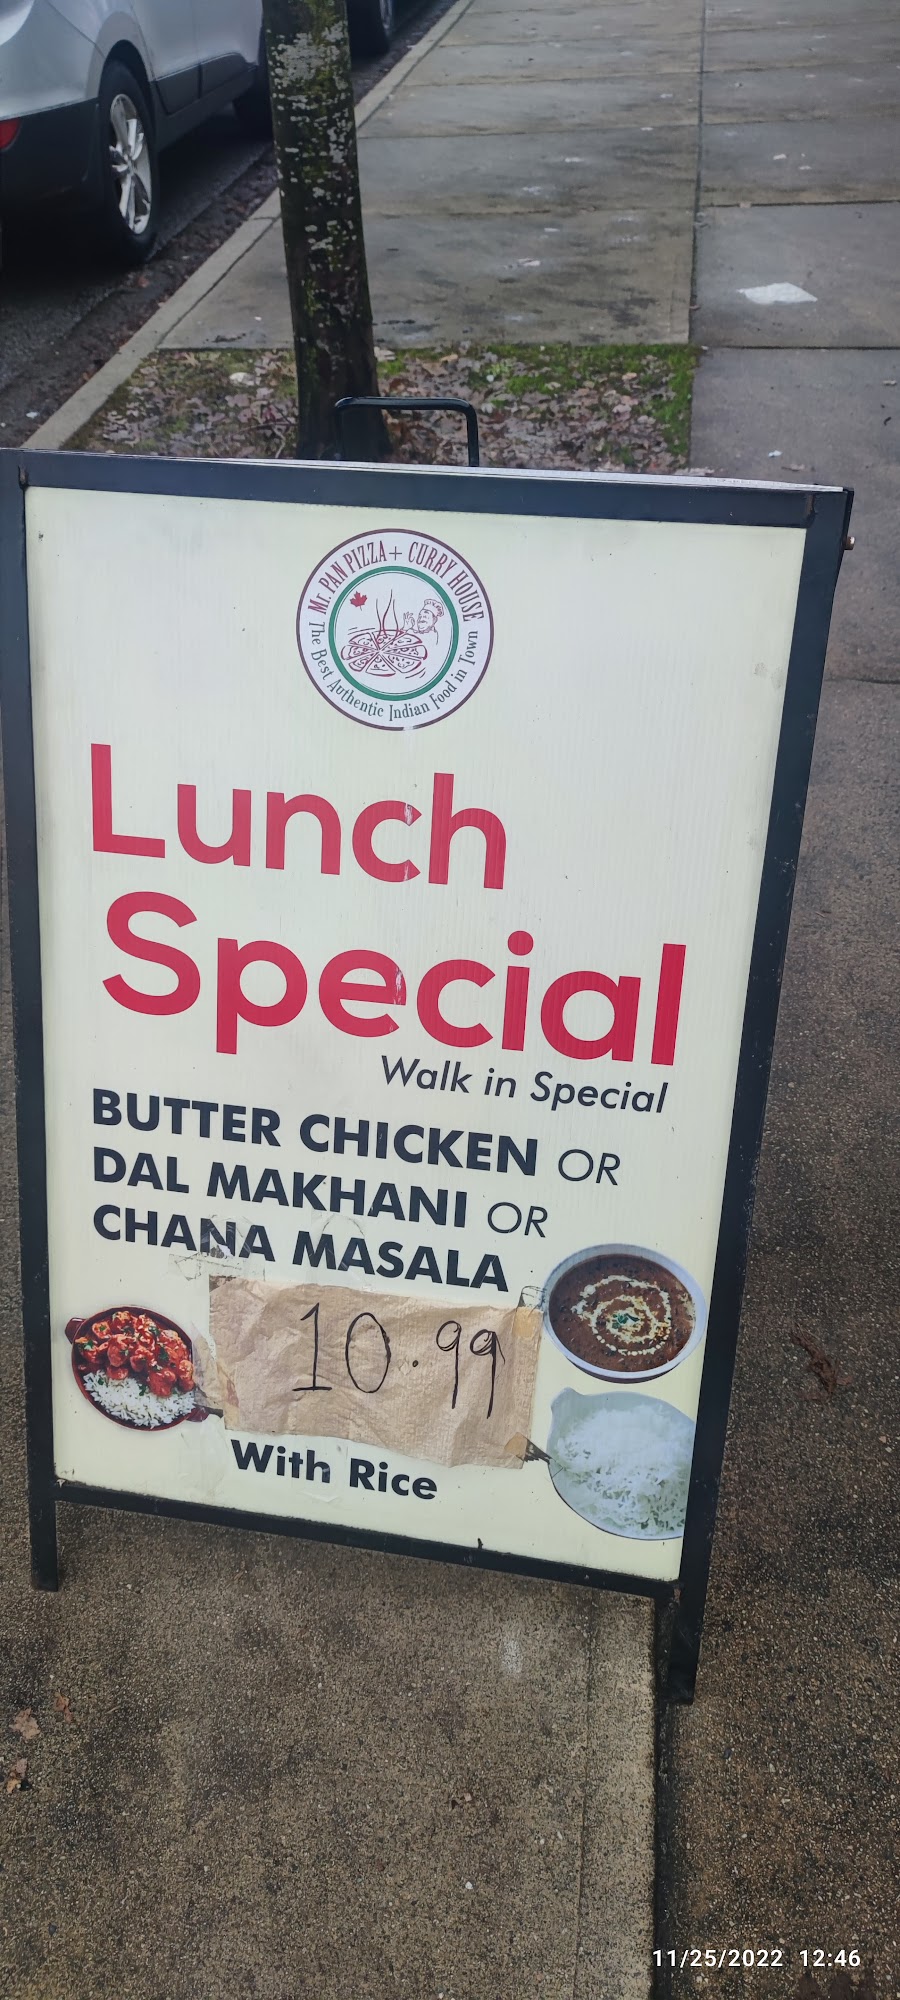 Mr. PAN PIZZA + CURRY HOUSE
The Best Authentic Indian Food in Town
Lunch
Special
Walk in Special
BUTTER CHICKEN OR
DAL MAKHANI OR
CHANA MASALA
10.99
With Rice
11/25/2022 12:46